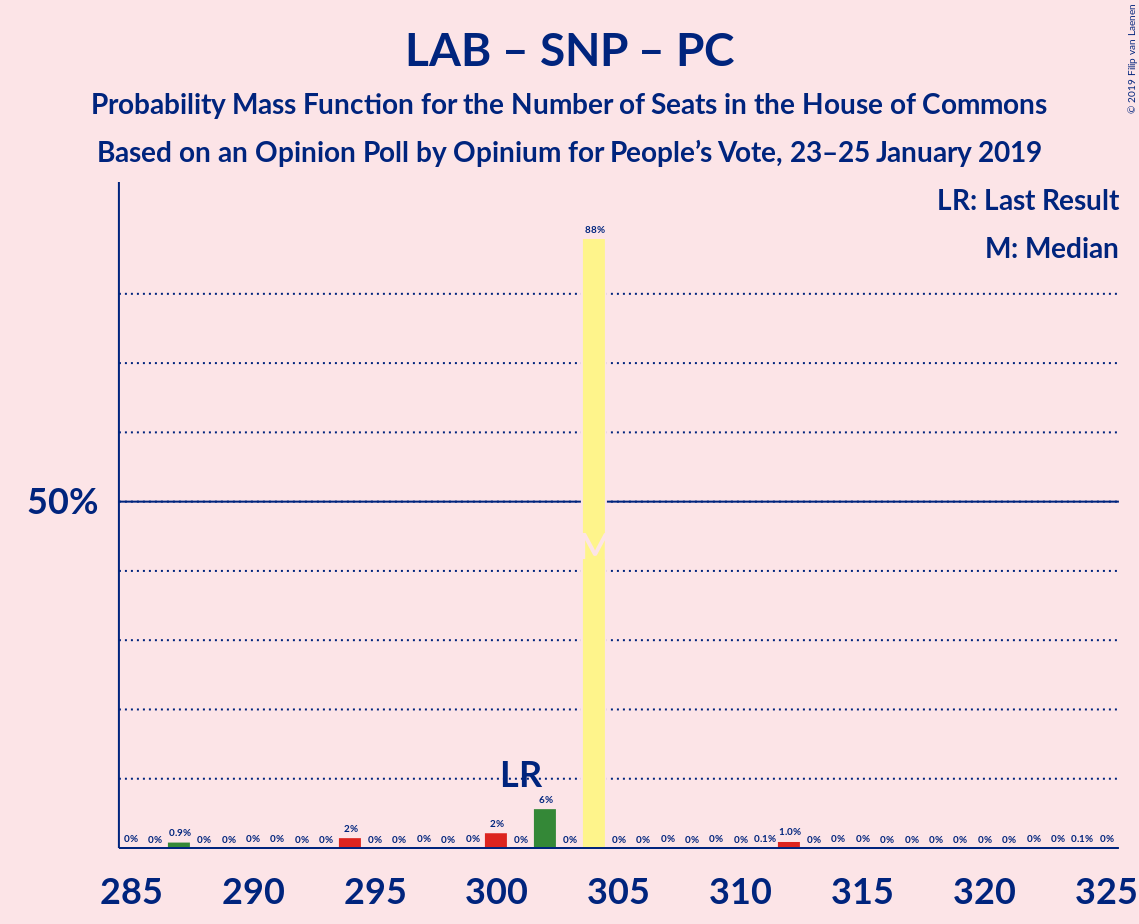 LAB – SNP – PC
Probability Mass Function for the Number of Seats in the House of Commons
Based on an Opinion Poll by Opinium for People’s Vote, 23–25 January 2019
© 2019 Filip van Laenen
LR: Last Result
M: Median
88%
50%
LR
0% 0% 0.9% 0% 0% 0% 0% 0% 0% 2% 0% 0% 0% 0% 0% 2% 0% 6% 0% 0% 0% 0% 0% 0% 0% 0.1% 1.0% 0% 0% 0% 0% 0% 0% 0% 0% 0% 0% 0% 0.1% 0%
285 290 295 300 305 310 315 320 325